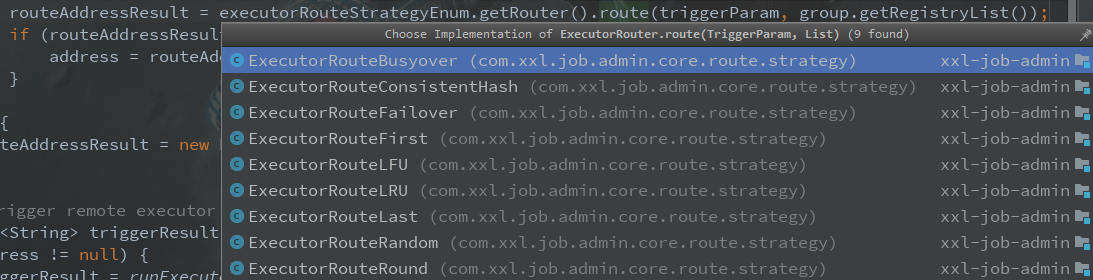 routeAddressResult = executorRouteStrategyEnum.getRouter().route(triggerParam, group.getRegistryList());
if (routeAddressResul
Choose Implementation of ExecutorRouter.route(TriggerParam, List) (9 found)
address = routeAd
ExecutorRouteBusyover (com.xxl.job.admin.core.route.strategy) xxl-job-admin
}
ExecutorRouteConsistentHash (com.xxl.job.admin.core.route.strategy) xxl-job-admin
ExecutorRouteFailover (com.xxl.job.admin.core.route.strategy) xxl-job-admin
{
ExecutorRouteFirst (com.xxl.job.admin.core.route.strategy) xxl-job-admin
teAddressResult = new
ExecutorRouteLFU (com.xxl.job.admin.core.route.strategy) xxl-job-admin
ExecutorRouteLRU (com.xxl.job.admin.core.route.strategy) xxl-job-admin
rigger remote executor
ExecutorRouteLast (com.xxl.job.admin.core.route.strategy) xxl-job-admin
<String> triggerResult
ExecutorRouteRandom (com.xxl.job.admin.core.route.strategy) xxl-job-admin
ress != null) {
ExecutorRouteRound (com.xxl.job.admin.core.route.strategy) xxl-job-admin
ggerResult = runExecut